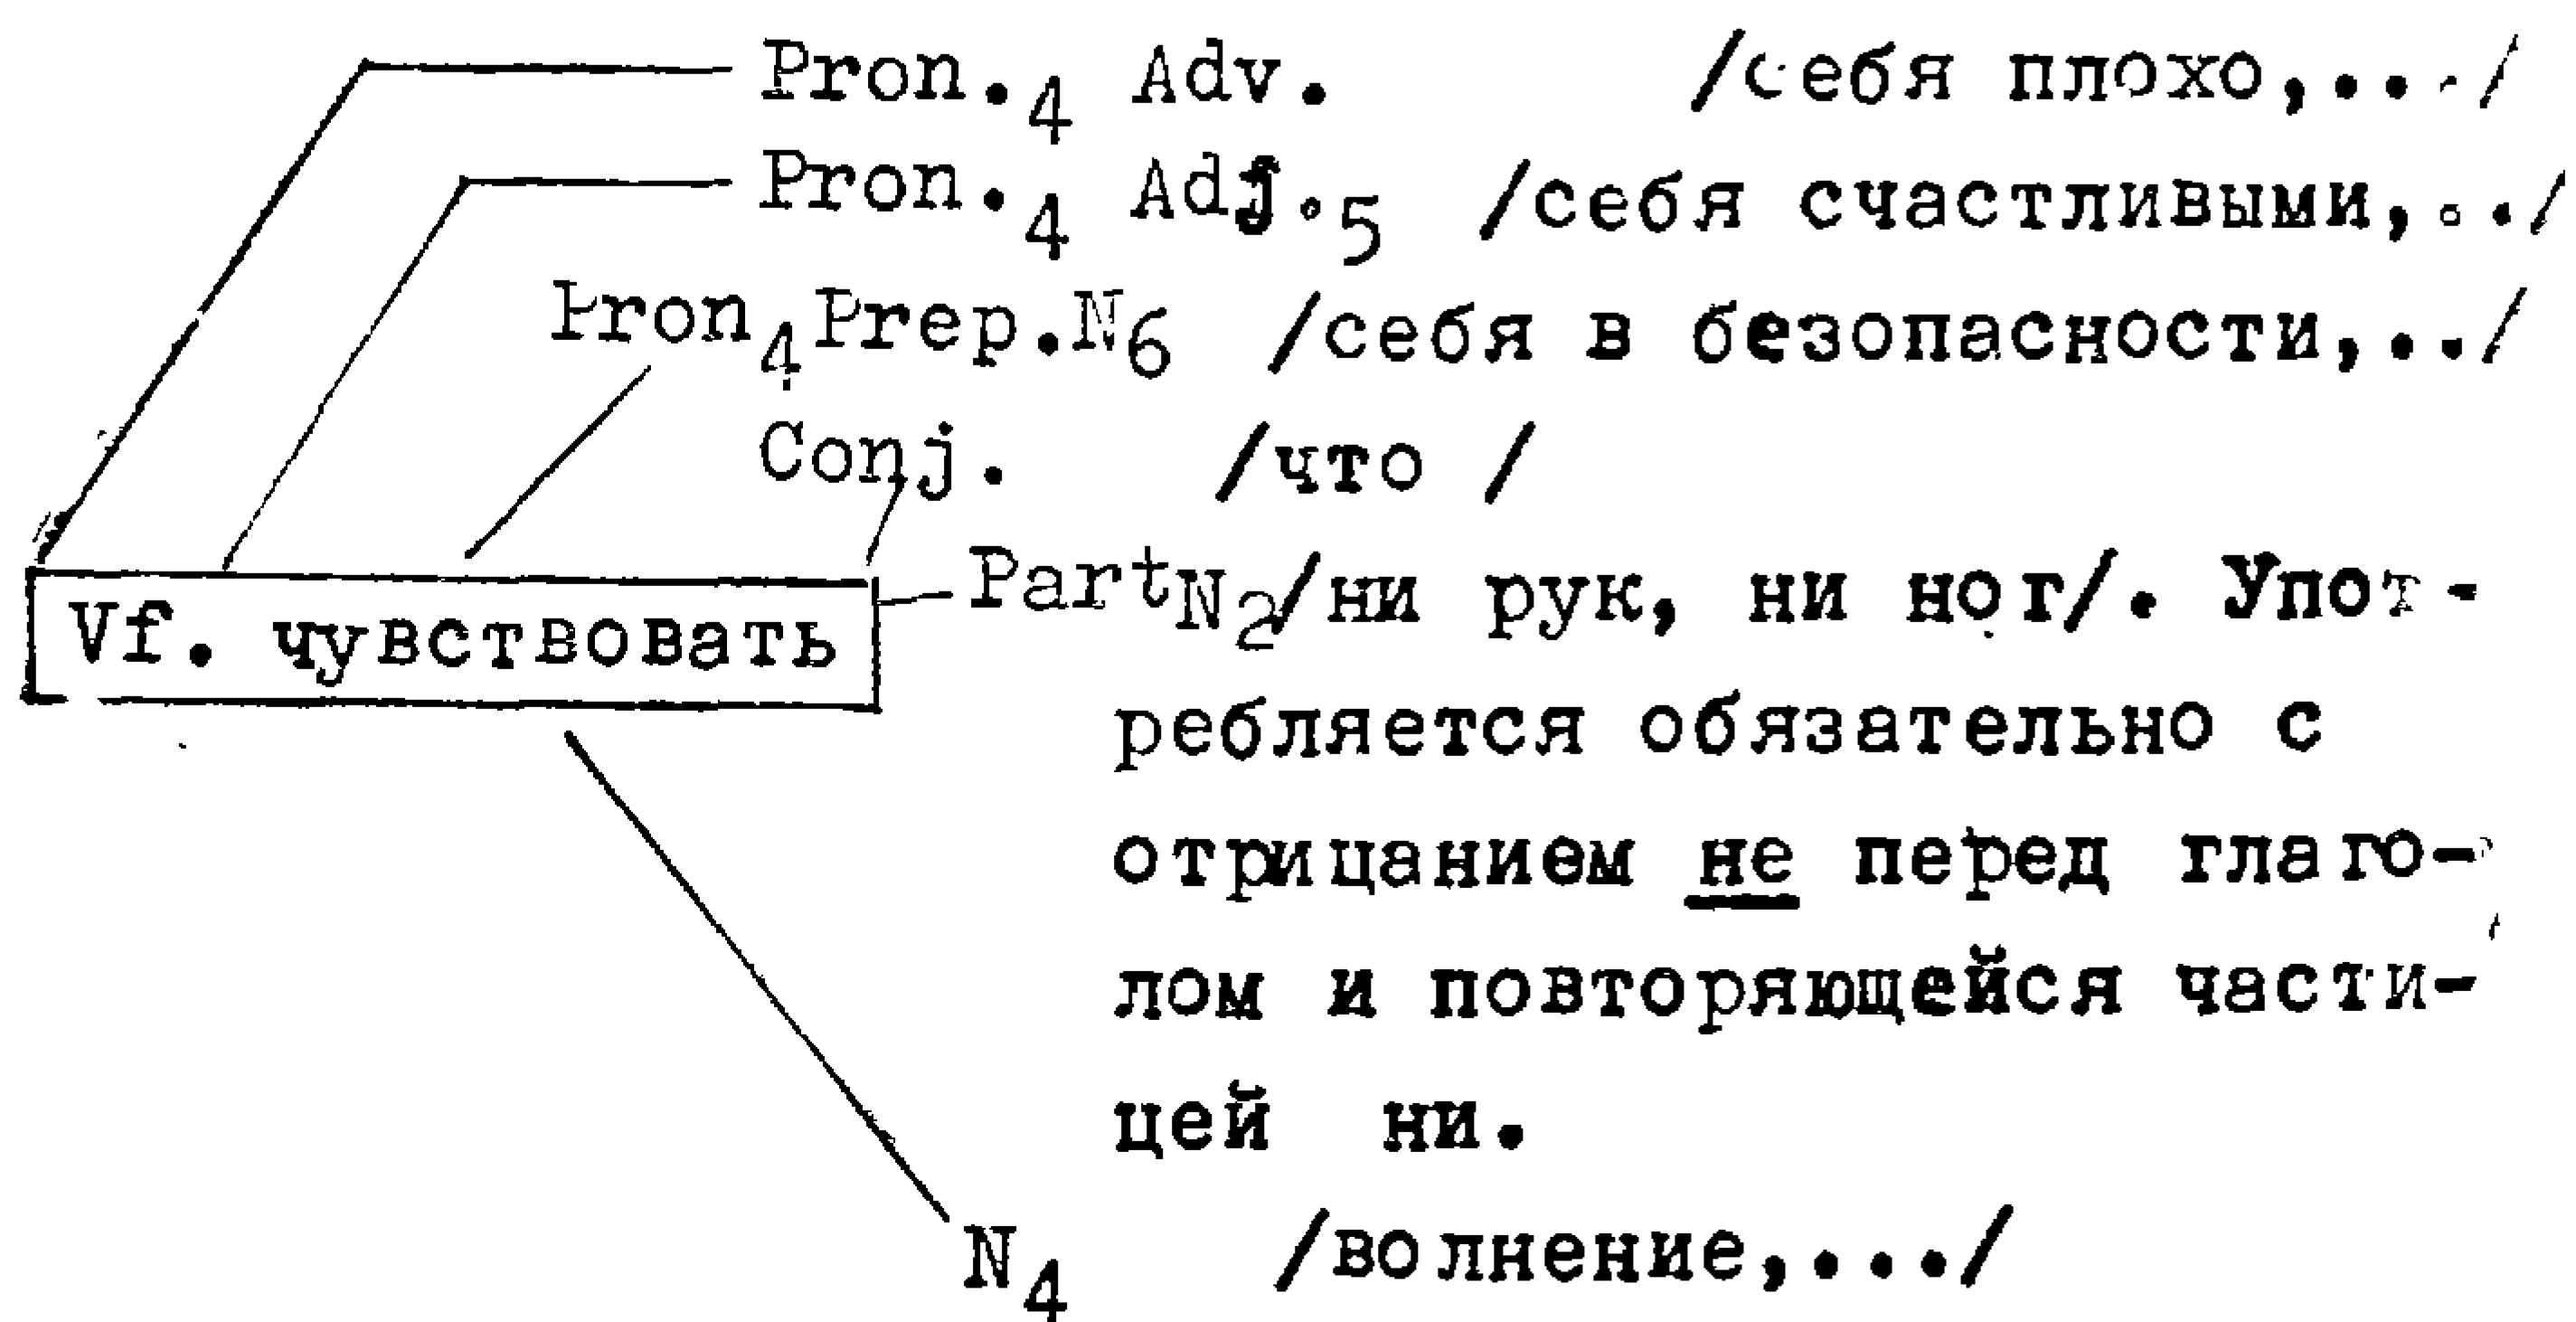 Pron.4 Adv. /себя плохо,.../
Pron.4 Adj.5 /себя счастливыми,../
Pron4Prep.N6 /себя в безопасности,../
Conj. /что /
PartN2/ни рук, ни ног/. Упот-
Vf. чувствовать
ребляется обязательно с
отрицанием не перед глаго-
лом и повторяющейся части-
цей ни.
N4 /волнение,.../